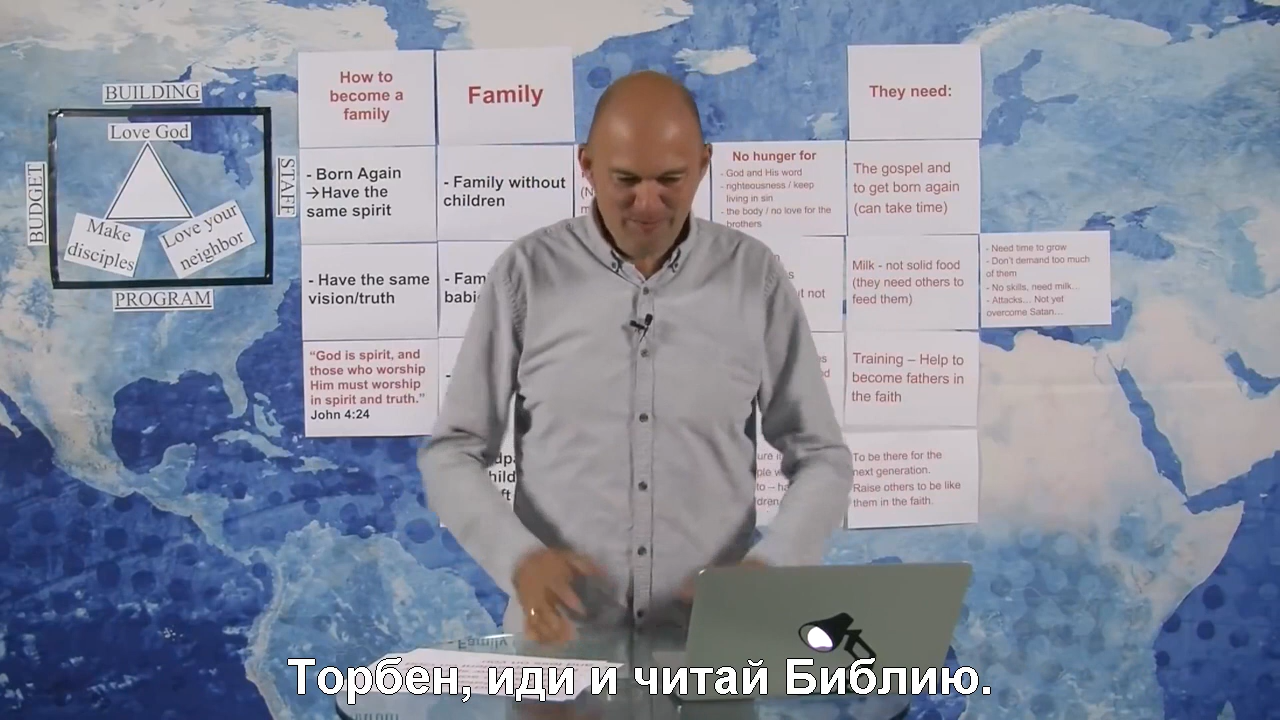 BUILDING
Love God
BUDGET
STAFF
Make
disciples
Love your
neighbor
PROGRAM
How to
become a
family
- Born Again
→Have the
same spirit
- Have the same
vision/truth
“God is spirit, and
those who worship
Him must worship
in spirit and truth.”
John 4:24
Family
- Family without
children
No hunger for
- God and His word
- righteousness / keep
living in sin
- the body / no love for the
brothers
They need:
The gospel and
to get born again
(can take time)
Milk - not solid food
(they need others to
feed them)
Training – Help to
become fathers in
the faith
To be there for the
next generation.
Raise others to be like
them in the faith.
- Need time to grow
- Don't demand too much
of them
- No skills, need milk...
- Attacks... Not yet
overcome Satan...
Торбен, иди и читай Библию.